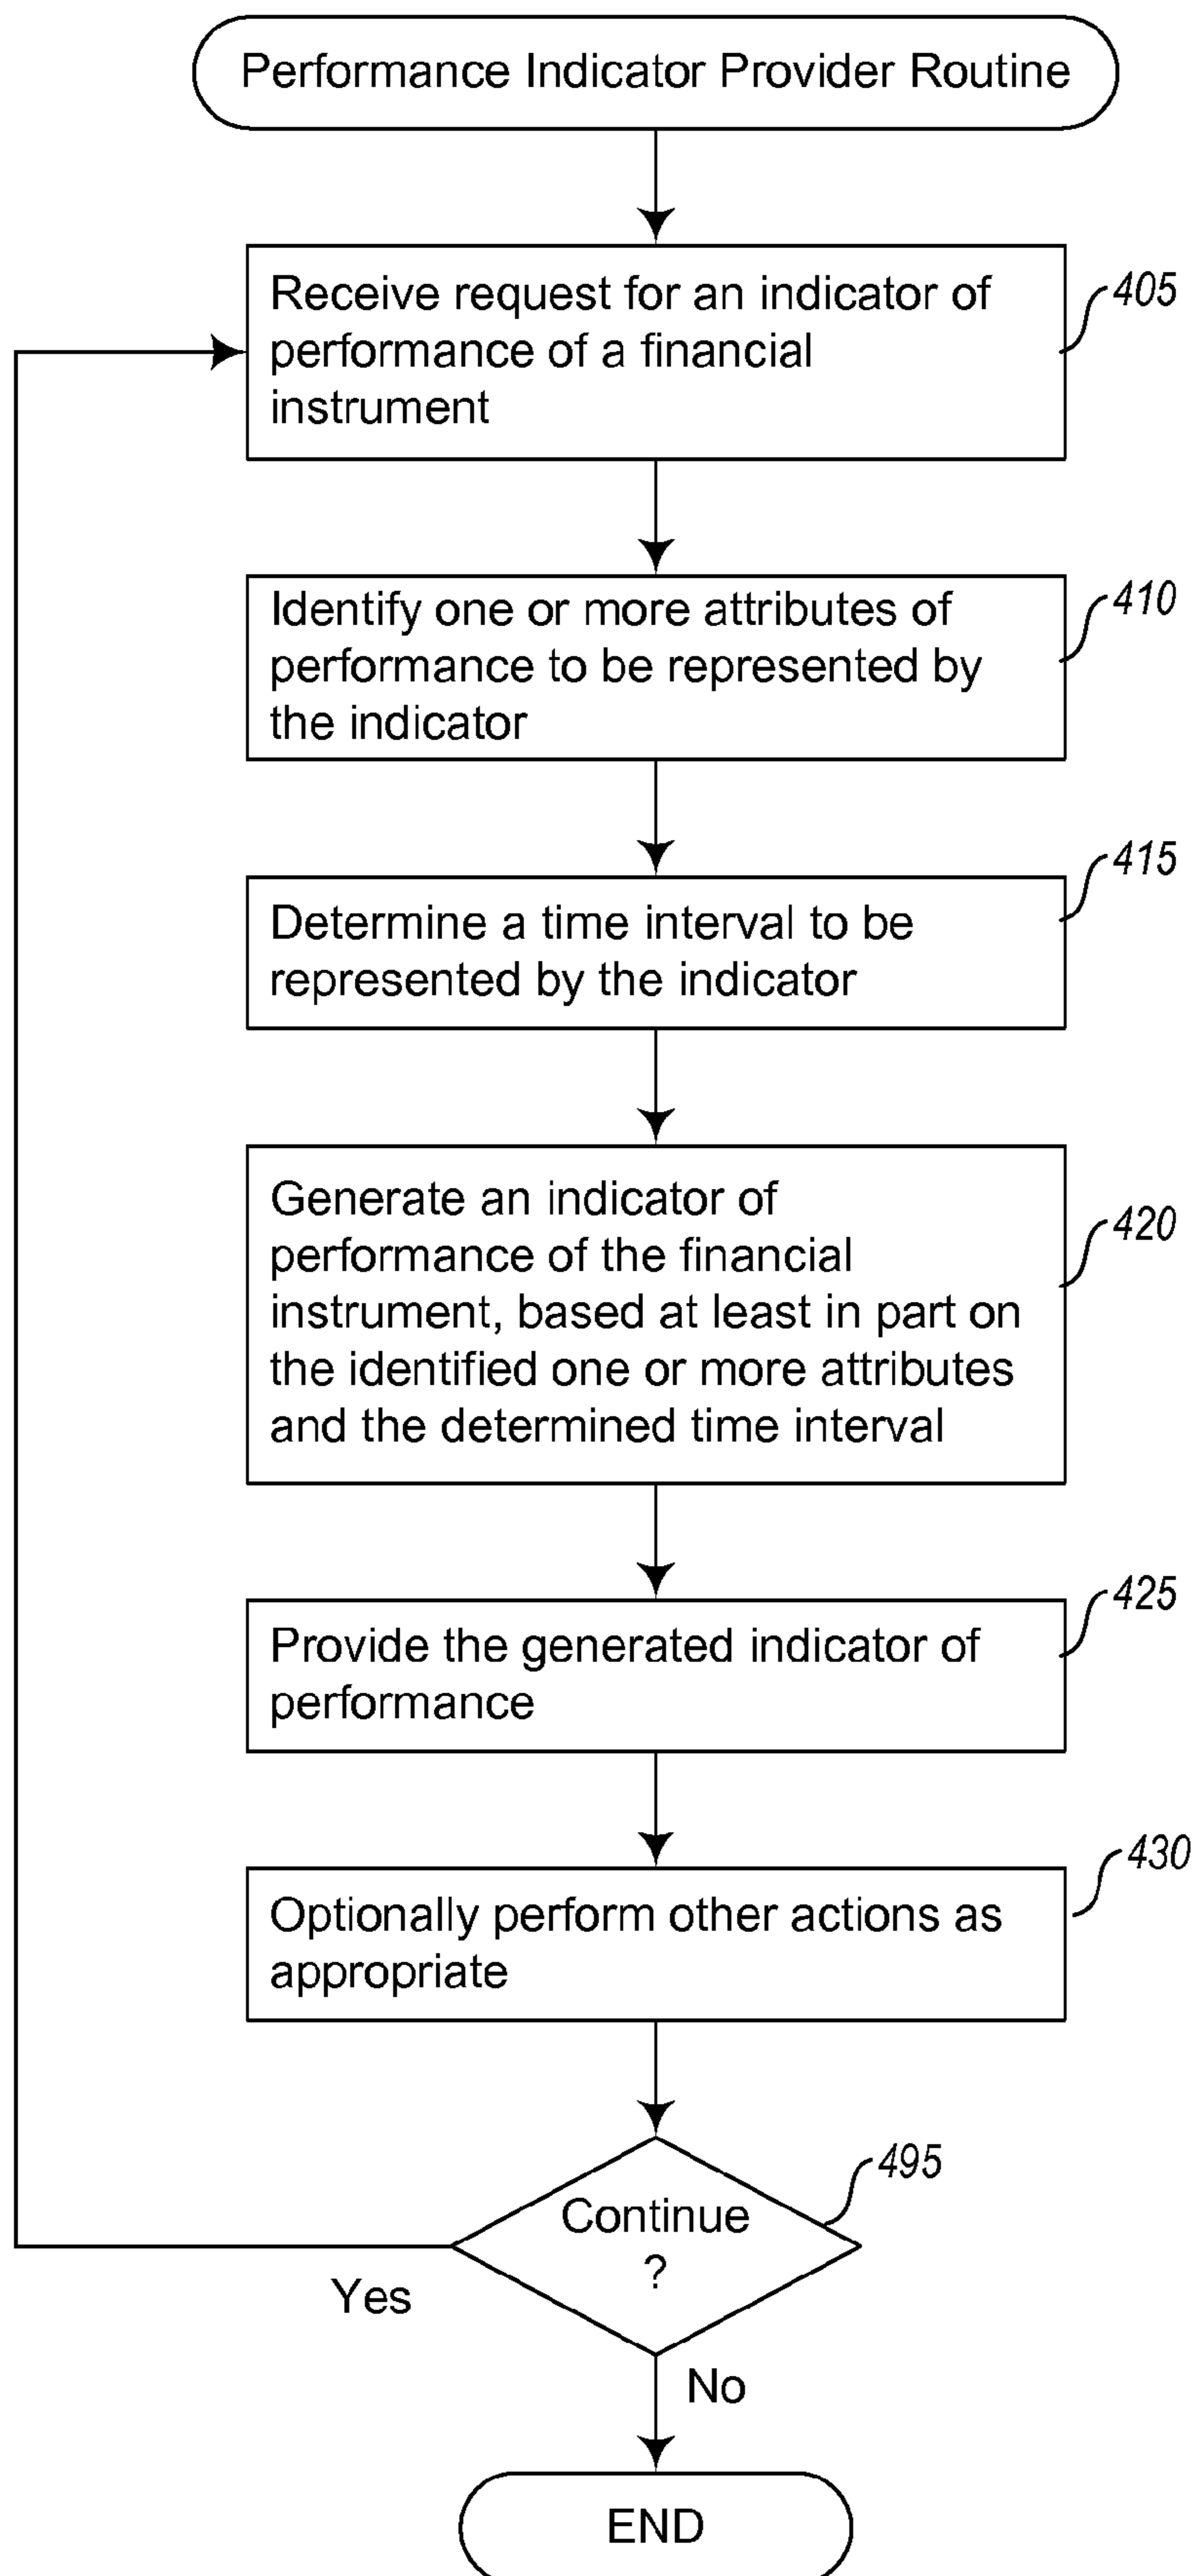 Performance Indicator Provider Routine
Receive request for an indicator of
performance of a financial
instrument
405
Identify one or more attributes of
performance to be represented by
the indicator
410
Determine a time interval to be
represented by the indicator
415
Generate an indicator of
performance of the financial
instrument, based at least in part on
the identified one or more attributes
and the determined time interval
420
Provide the generated indicator of
performance
425
Optionally perform other actions as
appropriate
430
Continue
?
495
Yes
No
END